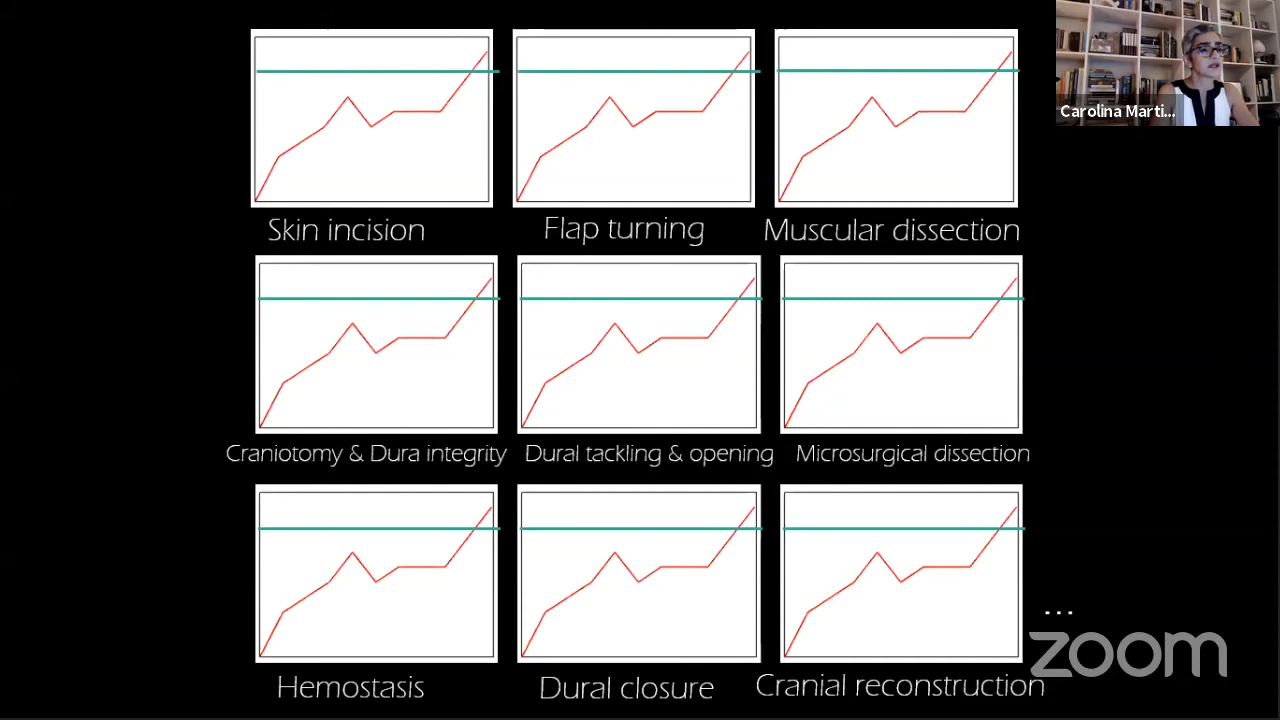 Carolina Marti...
Skin incision
Flap turning
Muscular dissection
Craniotomy & Dura integrity
Dural tackling & opening
Microsurgical dissection
Hemostasis
Dural closure
Cranial reconstruction
...
zoom